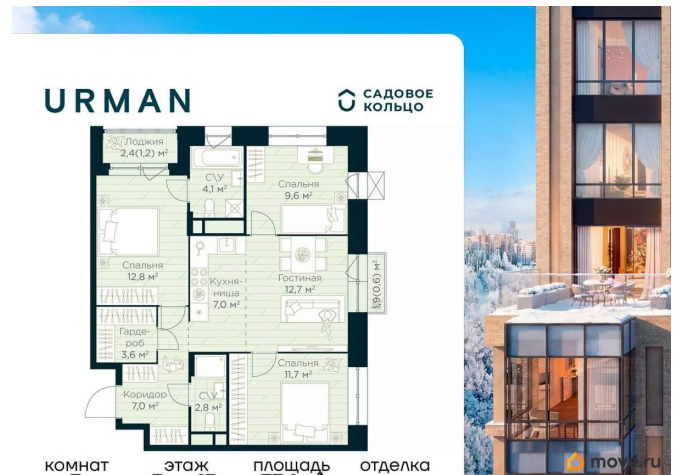 URMAN
САДОВОЕ
КОЛЬЦО
Лоджия
2,4(1,2) м²
С\У
4,1 м²
Спальня
9,6 м²
Спальня
12,8 м²
Кухня-
ниша
7,0 м²
Гостиная
12,7 м²
1,9(0,6) м²
Гарде-
роб
3,6 м²
Коридор
7,0 м²
С\У
2,8 м²
Спальня
11,7 м²
комнат этаж площадь отделка
move.ru